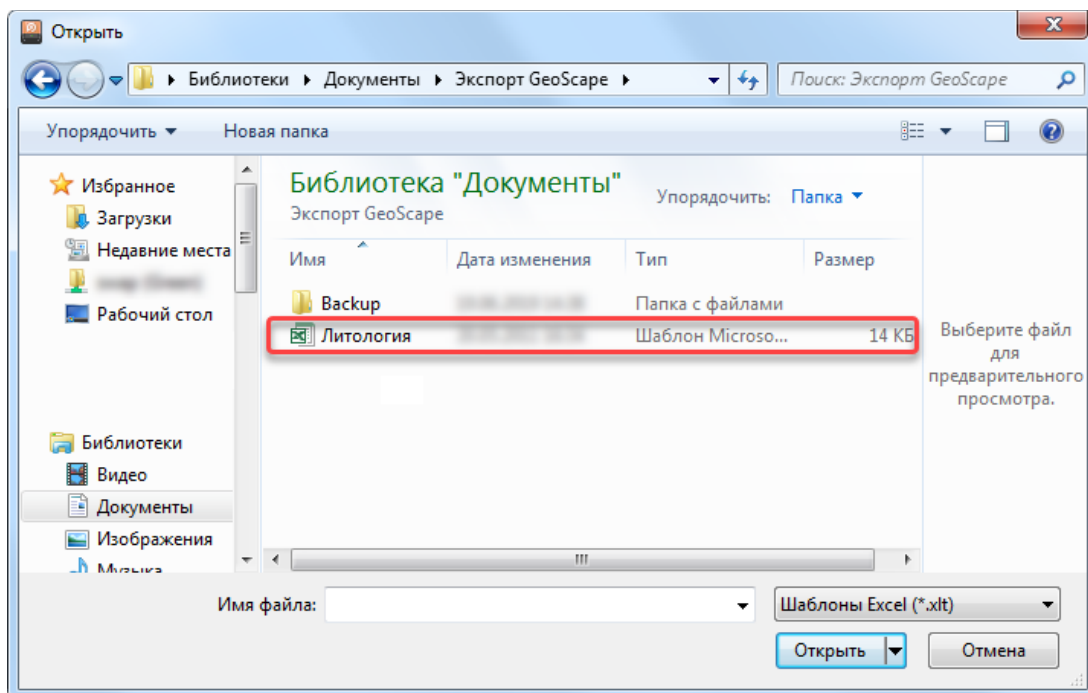 Открыть
Библиотеки Документы Экспорт GeoScape
Поиск: Экспорт GeoScape
Упорядочить Новая папка
Избранное
Загрузки
Недавние места
Рабочий стол
Библиотеки
Видео
Документы
Изображения
Музыка
Библиотека "Документы"
Экспорт GeoScape
Упорядочить: Папка
Имя Дата изменения Тип Размер
Backup Папка с файлами
Литология Шаблон Microso... 14 КБ
Выберите файл
для
предварительного
просмотра.
Имя файла:
Шаблоны Excel (*.xlt)
Открыть Отмена